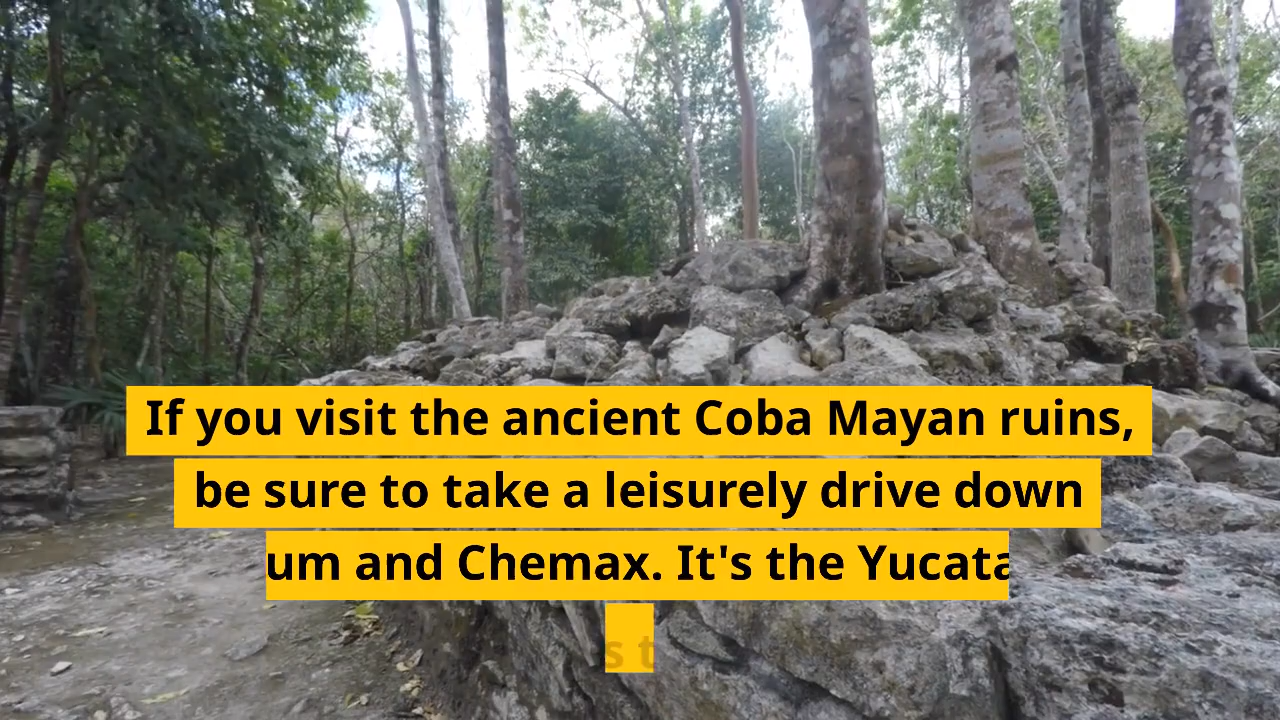 If you visit the ancient Coba Mayan ruins,
be sure to take a leisurely drive down
um and Chemax. It's the Yucata
s t